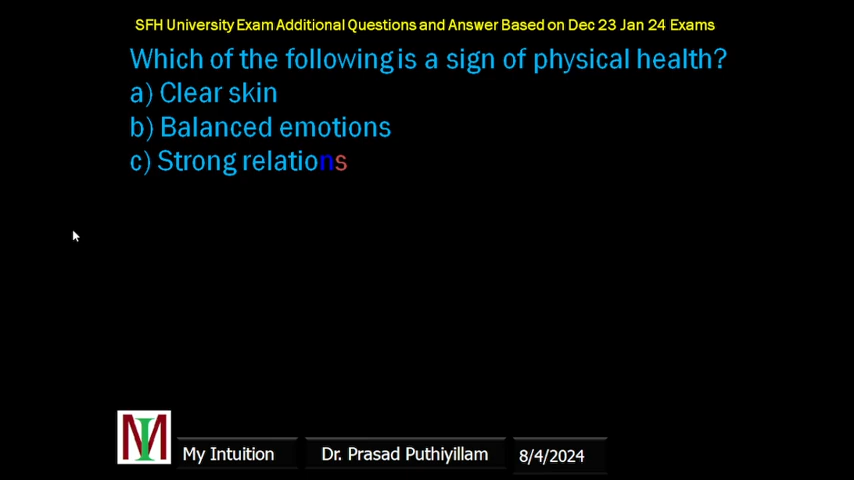 SFH University Exam Additional Questions and Answer Based on Dec 23 Jan 24 Exams
Which of the following is a sign of physical health?
a) Clear skin
b) Balanced emotions
c) Strong relations
MI
My Intuition
Dr. Prasad Puthiyillam
8/4/2024